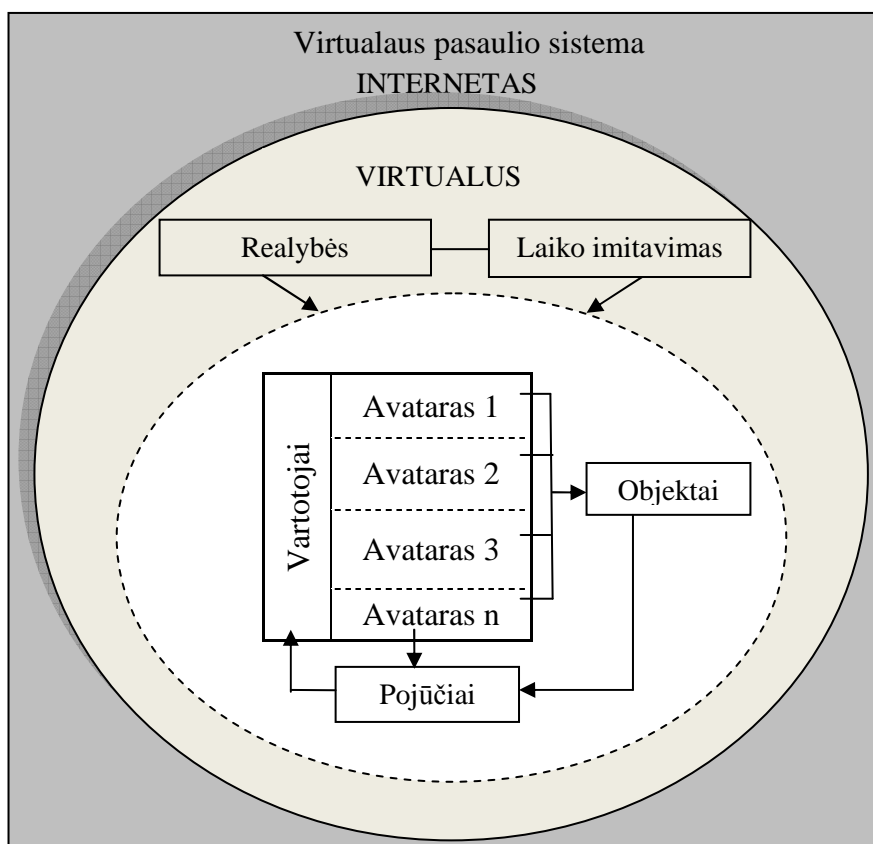 Virtualaus pasaulio sistema
INTERNETAS
VIRTUALUS
Realybės
Laiko imitavimas
Vartotojai
Avataras 1
Avataras 2
Avataras 3
Avataras n
Objektai
Pojūčiai